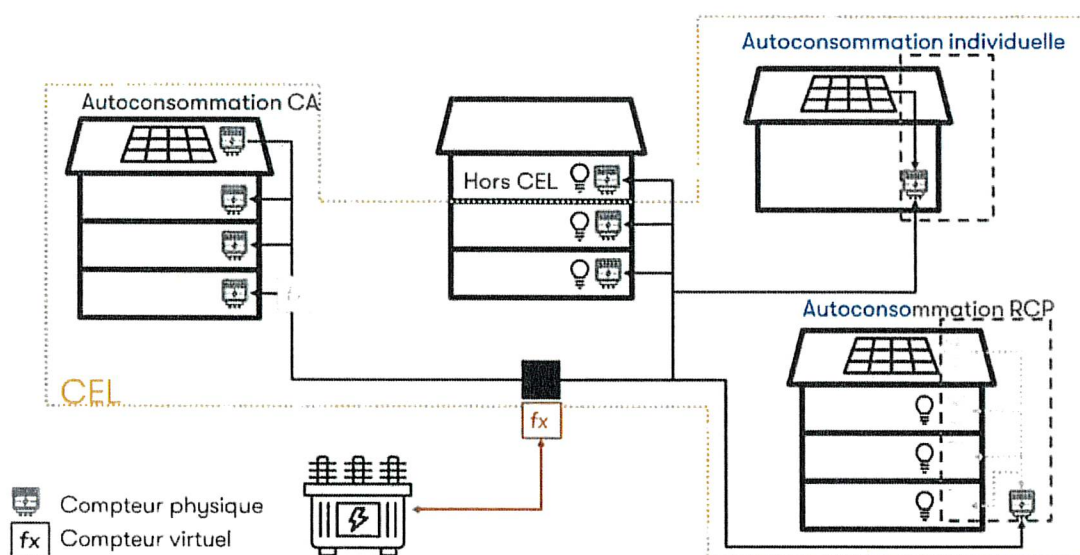 Autoconsommation individuelle
Autoconsommation CA
Hors CEL
Autoconsommation RCP
CEL
fx
Compteur physique
fx Compteur virtuel